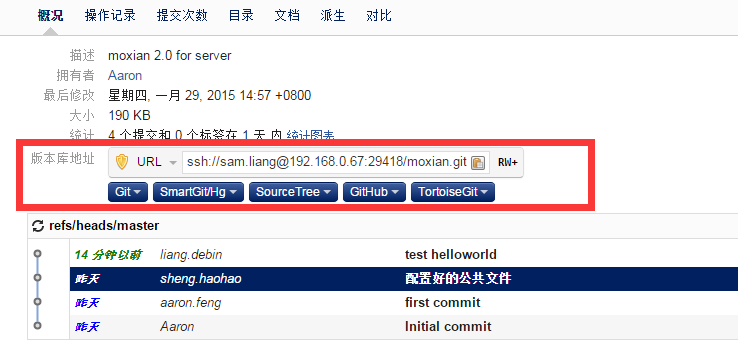 概况 操作记录 提交次数 目录 文档 派生 对比
描述 moxian 2.0 for server
拥有者 Aaron
最后修改 星期四, 一月 29, 2015 14:57 +0800
大小 190 KB
统计 4 个提交和 0 个标签在 1 天 内 统计图表
版本库地址 URL ssh://sam.liang@192.168.0.67:29418/moxian.git RW+
Git SmartGit/Hg SourceTree GitHub TortoiseGit
refs/heads/master
14 分钟以前 liang.debin test helloworld
昨天 sheng.haohao 配置好的公共文件
昨天 aaron.feng first commit
昨天 Aaron Initial commit